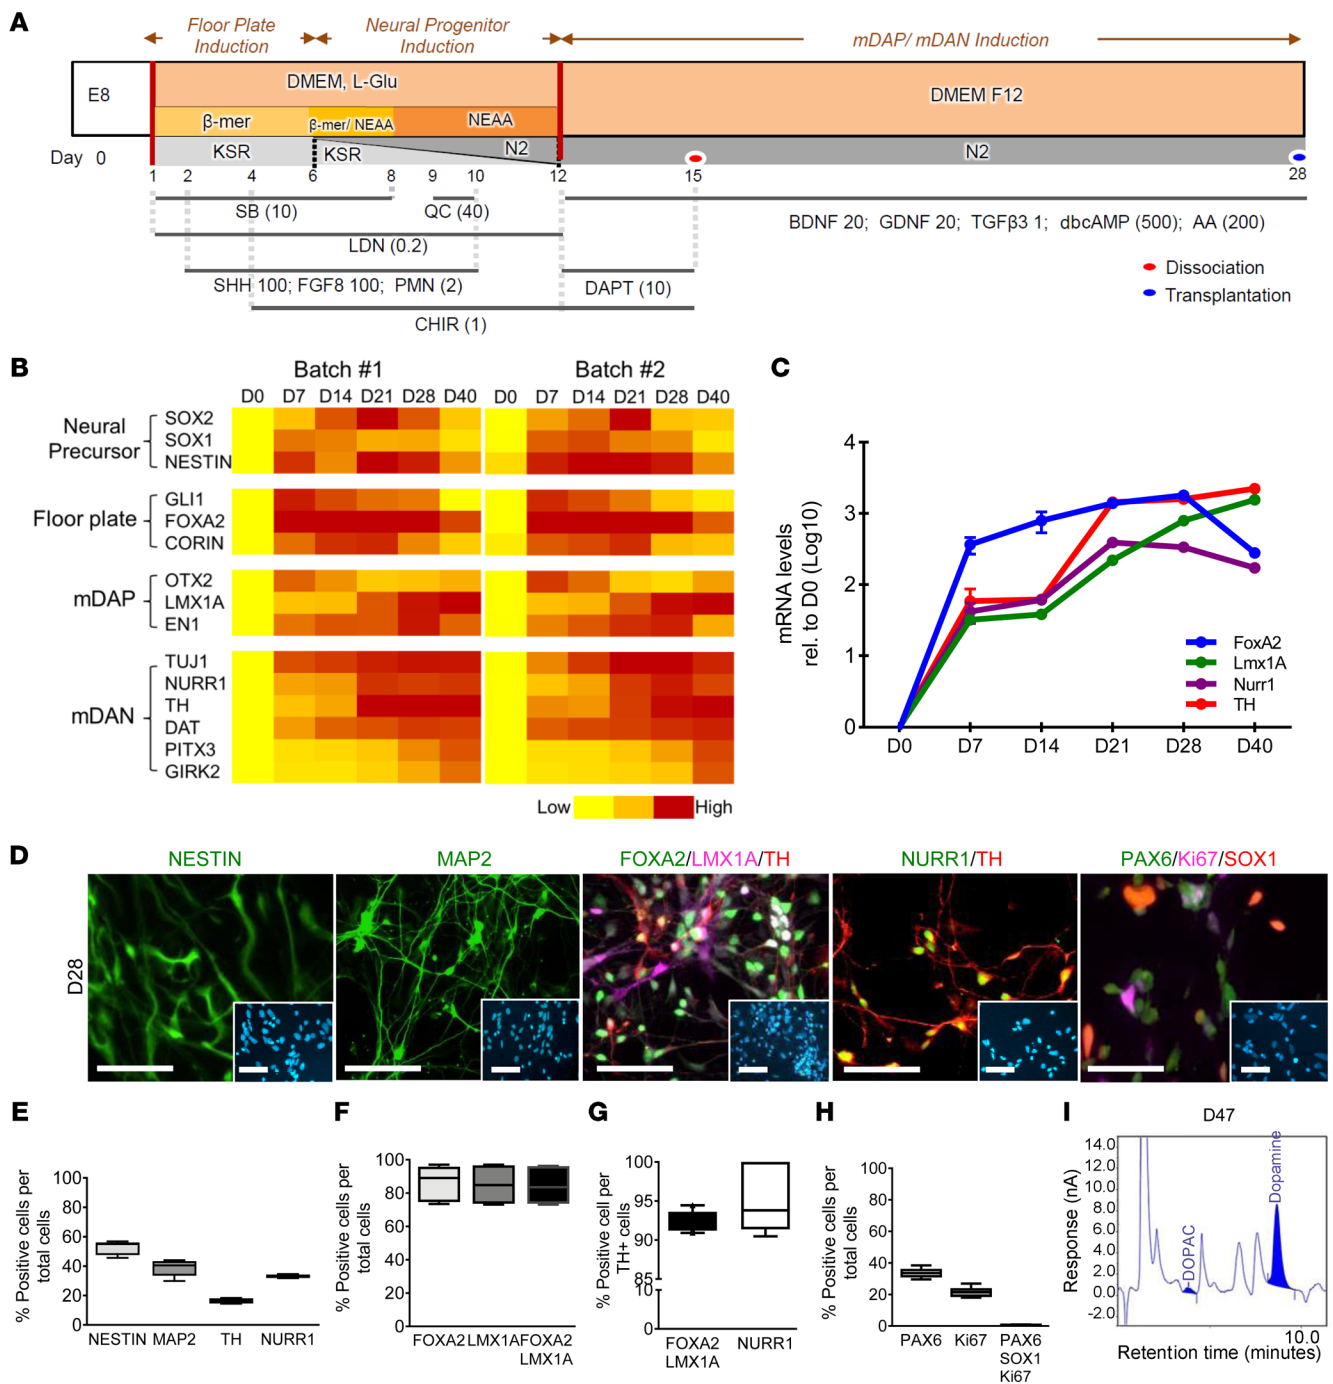 A
Floor Plate
Induction
Neural Progenitor
Induction
mDAP/ mDAN Induction
E8
DMEM, L-Glu
DMEM F12
β-mer
β-mer/ NEAA
NEAA
KSR
KSR
N2
N2
Day 0
1 2 4 6 8 9 10 12 15 28
SB (10)
QC (40)
LDN (0.2)
SHH 100; FGF8 100; PMN (2)
CHIR (1)
DAPT (10)
BDNF 20; GDNF 20; TGFβ3 1; dbcAMP (500); AA (200)
Dissociation
Transplantation
B
Batch #1
Batch #2
D0 D7 D14 D21 D28 D40
D0 D7 D14 D21 D28 D40
Neural
Precursor
SOX2
SOX1
NESTIN
Floor plate
GLI1
FOXA2
CORIN
mDAP
OTX2
LMX1A
EN1
mDAN
TUJ1
NURR1
TH
DAT
PITX3
GIRK2
Low
High
C
mRNA levels
rel. to D0 (Log10)
4
3
2
1
0
D0 D7 D14 D21 D28 D40
FoxA2
Lmx1A
Nurr1
TH
D
NESTIN
MAP2
FOXA2/LMX1A/TH
NURR1/TH
PAX6/Ki67/SOX1
D28
E
% Positive cells per
total cells
100
80
60
40
20
0
NESTIN MAP2 TH NURR1
F
% Positive cells per
total cells
100
80
60
40
20
0
FOXA2 LMX1A FOXA2
LMX1A
G
% Positive cell per
TH+ cells
100
95
90
85
10
0
FOXA2
LMX1A
NURR1
H
% Positive cells per
total cells
100
80
60
40
20
0
PAX6 Ki67 PAX6
SOX1
Ki67
I
D47
Response (nA)
14.0
12.0
10.0
8.0
6.0
4.0
2.0
0.0
-2.0
DOPAC
Dopamine
10.0
Retention time (minutes)